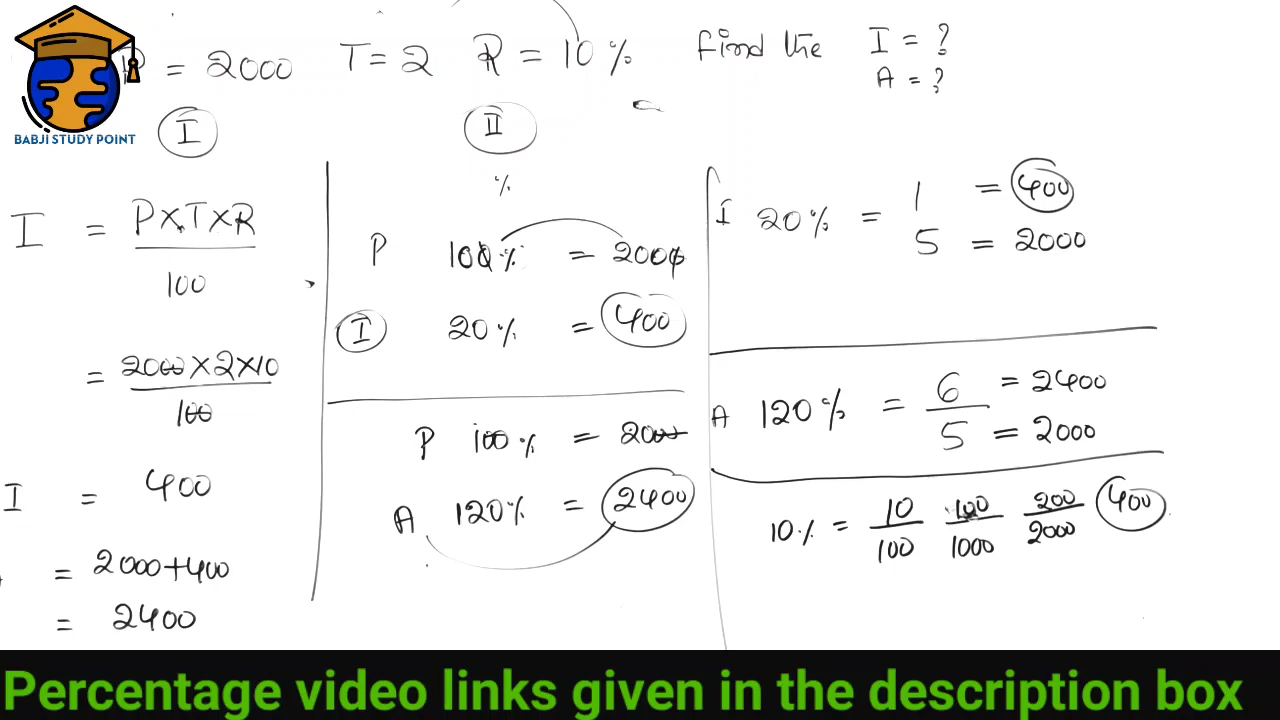 P = 2000 T = 2 R = 10% find the I = ?
A = ?
BABJI STUDY POINT
I
I = P×T×R
100
= 2000×2×10
100
I = 400
= 2000+400
= 2400
II
%
P 100% = 2000
I 20% = 400
P 100% = 2000
A 120% = 2400
I 20% = 1 = 400
5 = 2000
A 120% = 6 = 2400
5 = 2000
10% = 10 100 200 400
100 1000 2000
Percentage video links given in the description box